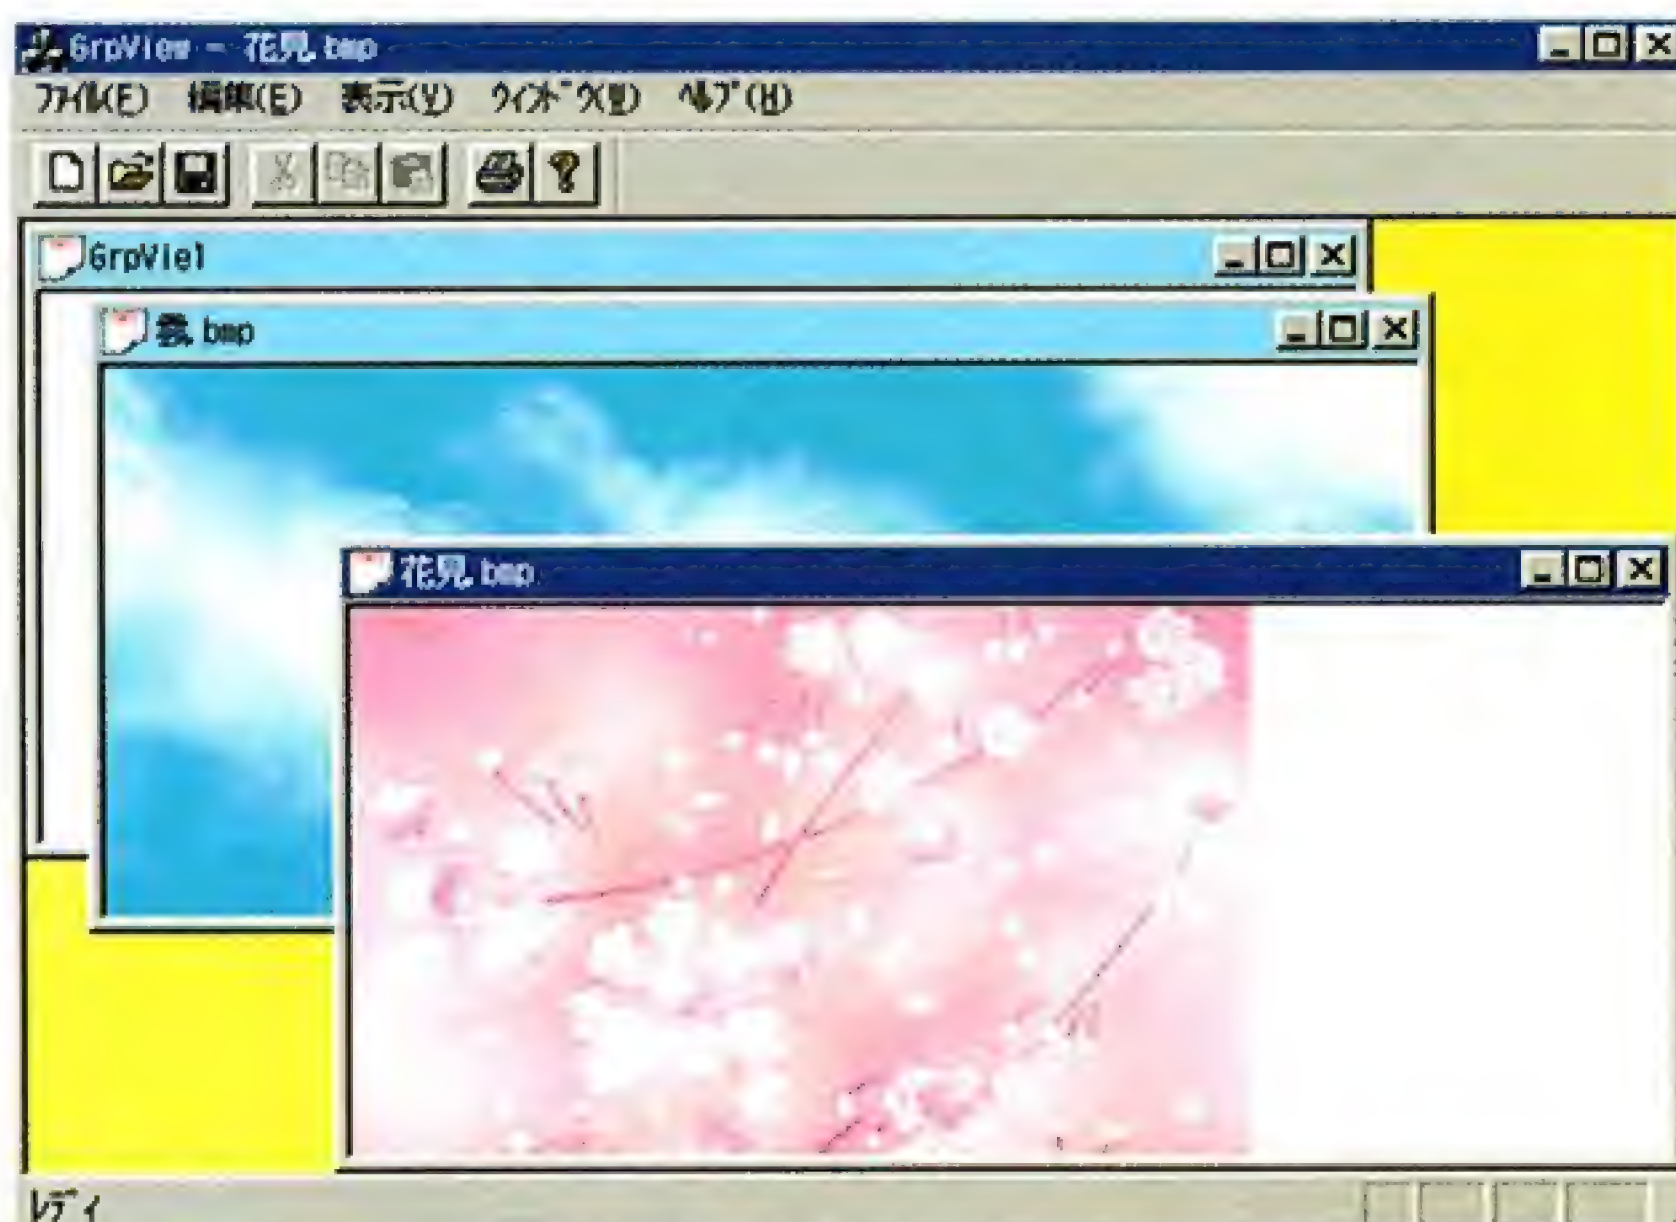 GrpView - 花見.bmp
ﾌｧｲﾙ(F) 編集(E) 表示(V) ｳｨﾝﾄﾞｳ(W) ﾍﾙﾌﾟ(H)
GrpVie1
雲.bmp
花見.bmp
ﾚﾃﾞｨ